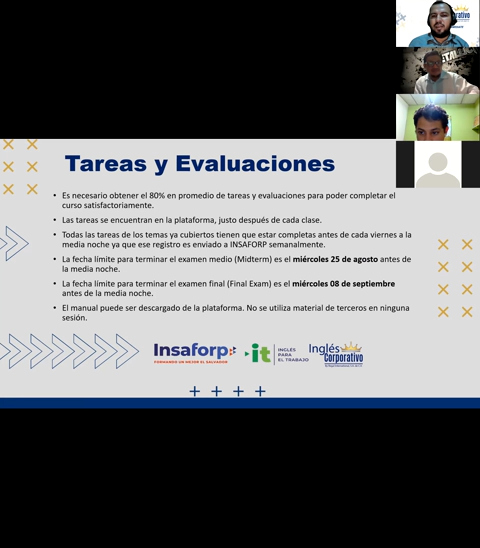 Tareas y Evaluaciones
• Es necesario obtener el 80% en promedio de tareas y evaluaciones para poder completar el
curso satisfactoriamente.
• Las tareas se encuentran en la plataforma, justo después de cada clase.
• Todas las tareas de los temas ya cubiertos tienen que estar completas antes de cada viernes a la
media noche ya que ese registro es enviado a INSAFORP semanalmente.
• La fecha límite para terminar el examen medio (Midterm) es el miércoles 25 de agosto antes de
la media noche.
• La fecha límite para terminar el examen final (Final Exam) es el miércoles 08 de septiembre
antes de la media noche.
• El manual puede ser descargado de la plataforma. No se utiliza material de terceros en ninguna
sesión.
Insaforp
FORMANDO UN MEJOR EL SALVADOR
it
INGLÉS
PARA
EL TRABAJO
Inglés
Corporativo